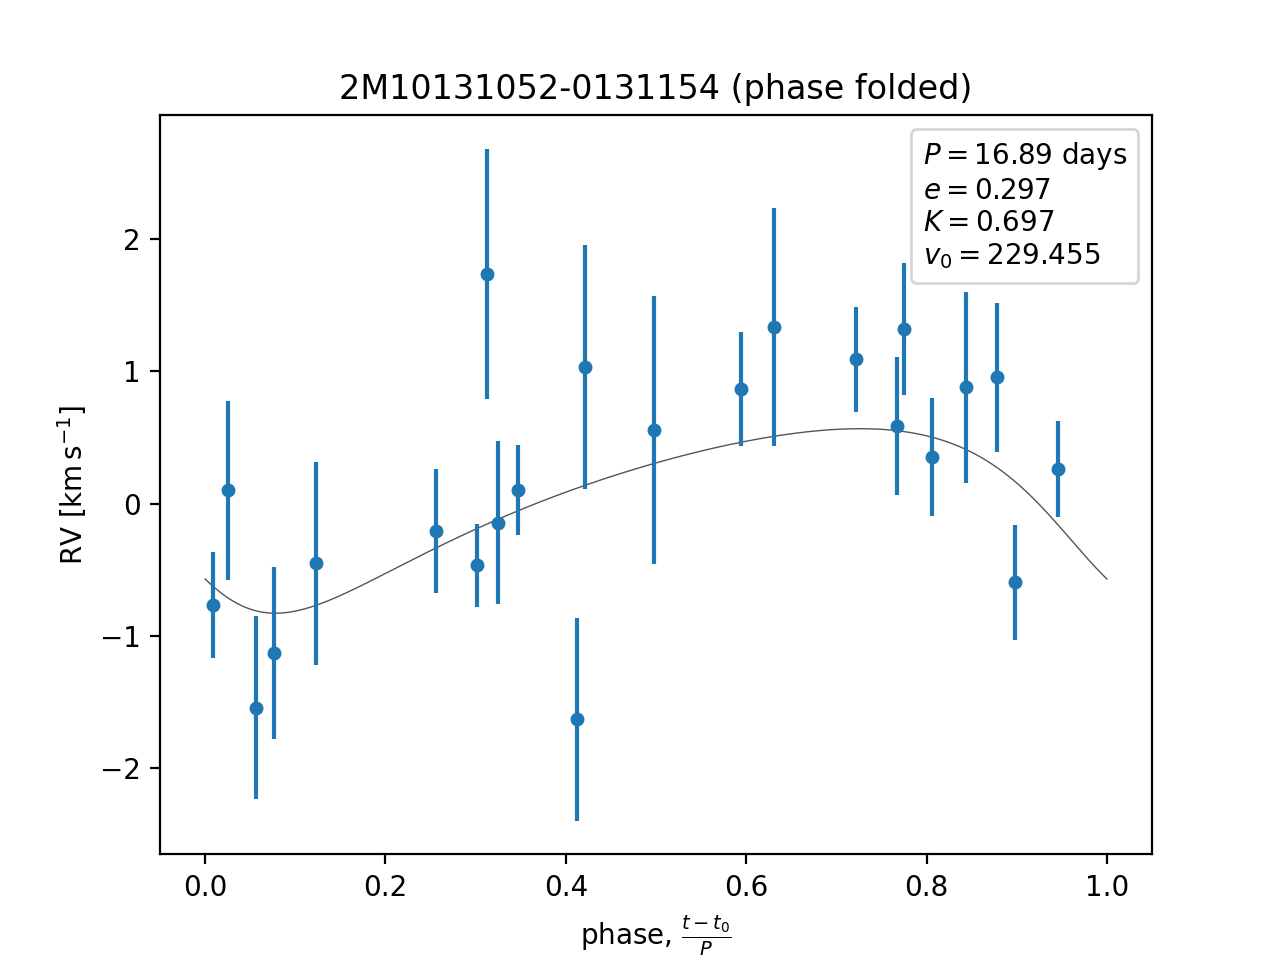 2M10131052-0131154 (phase folded)
P = 16.89 days
e = 0.297
K = 0.697
v₀ = 229.455
RV [km s⁻¹]
2
1
0
−1
−2
0.0 0.2 0.4 0.6 0.8 1.0
phase, (t − t₀)/P